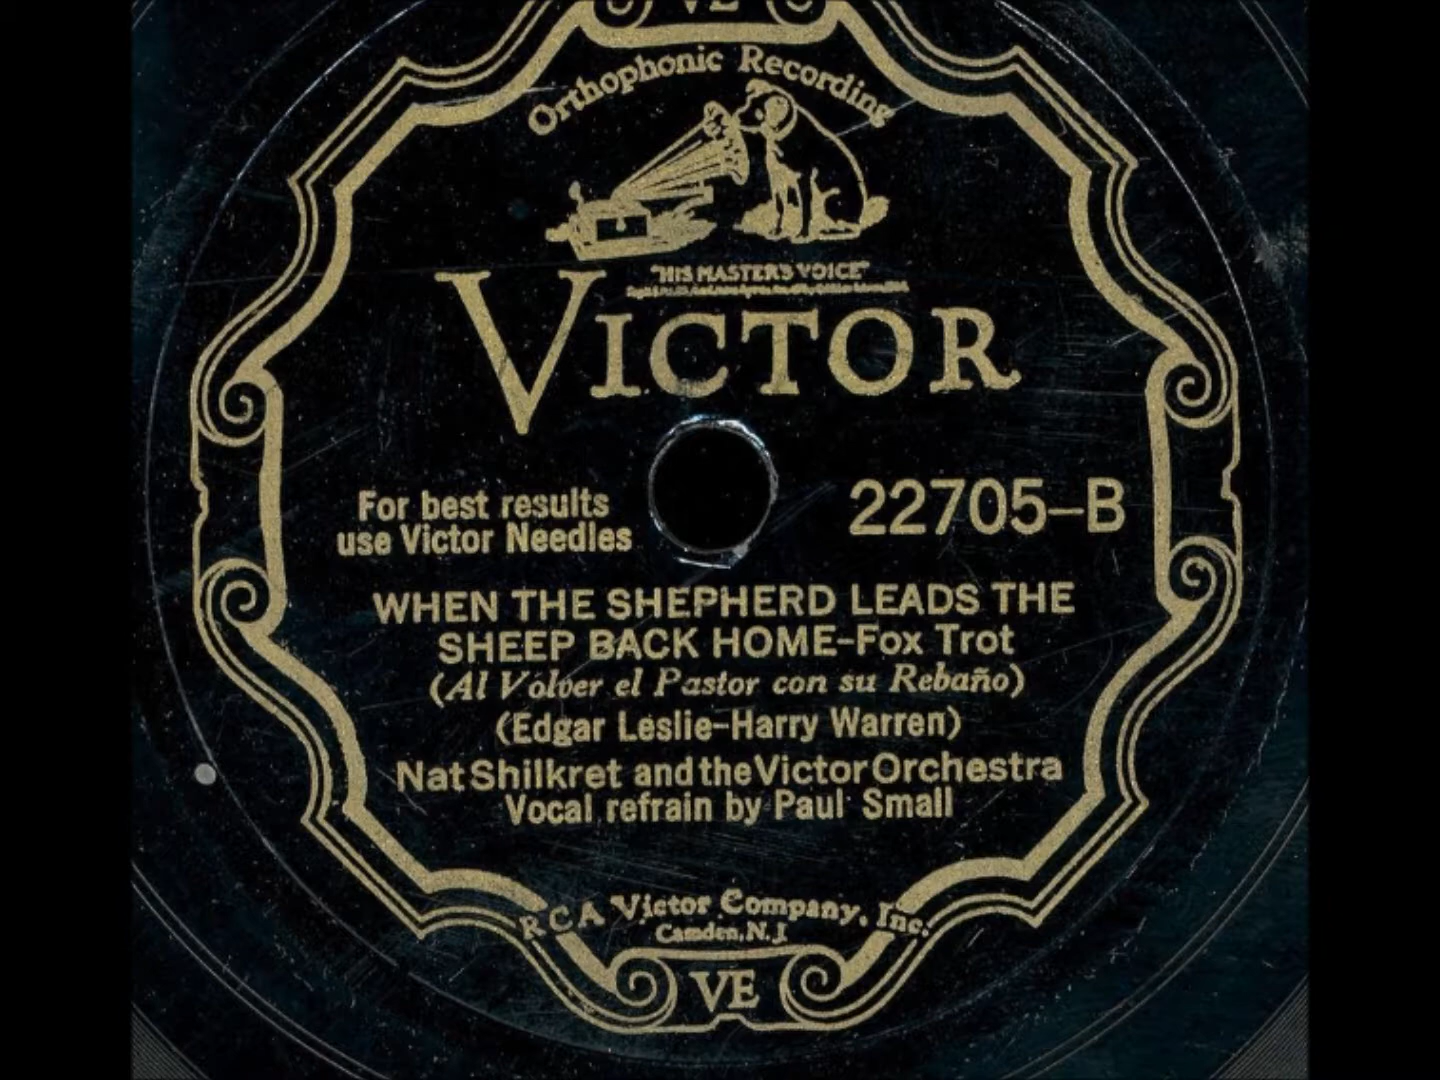 VE
Orthophonic Recording
"HIS MASTER'S VOICE"
VICTOR
For best results
use Victor Needles
22705-B
WHEN THE SHEPHERD LEADS THE
SHEEP BACK HOME-Fox Trot
(Al Volver el Pastor con su Rebaño)
(Edgar Leslie-Harry Warren)
Nat Shilkret and the Victor Orchestra
Vocal refrain by Paul Small
RCA Victor Company, Inc.
Camden, N.J.
VE